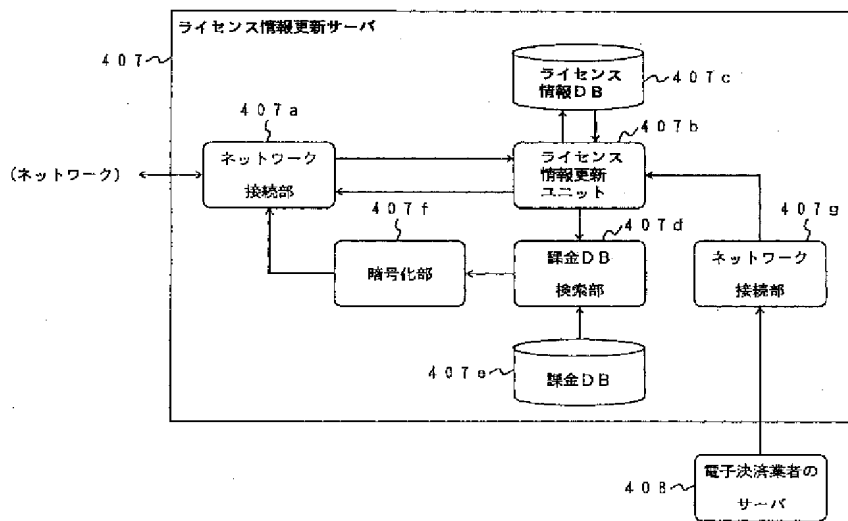 ライセンス情報更新サーバ
407
ライセンス
情報DB
407c
407a
407b
(ネットワーク)
ネットワーク
接続部
ライセンス
情報更新
ユニット
407f
407d
407g
暗号化部
課金DB
検索部
ネットワーク
接続部
407e
課金DB
408
電子決済業者の
サーバ